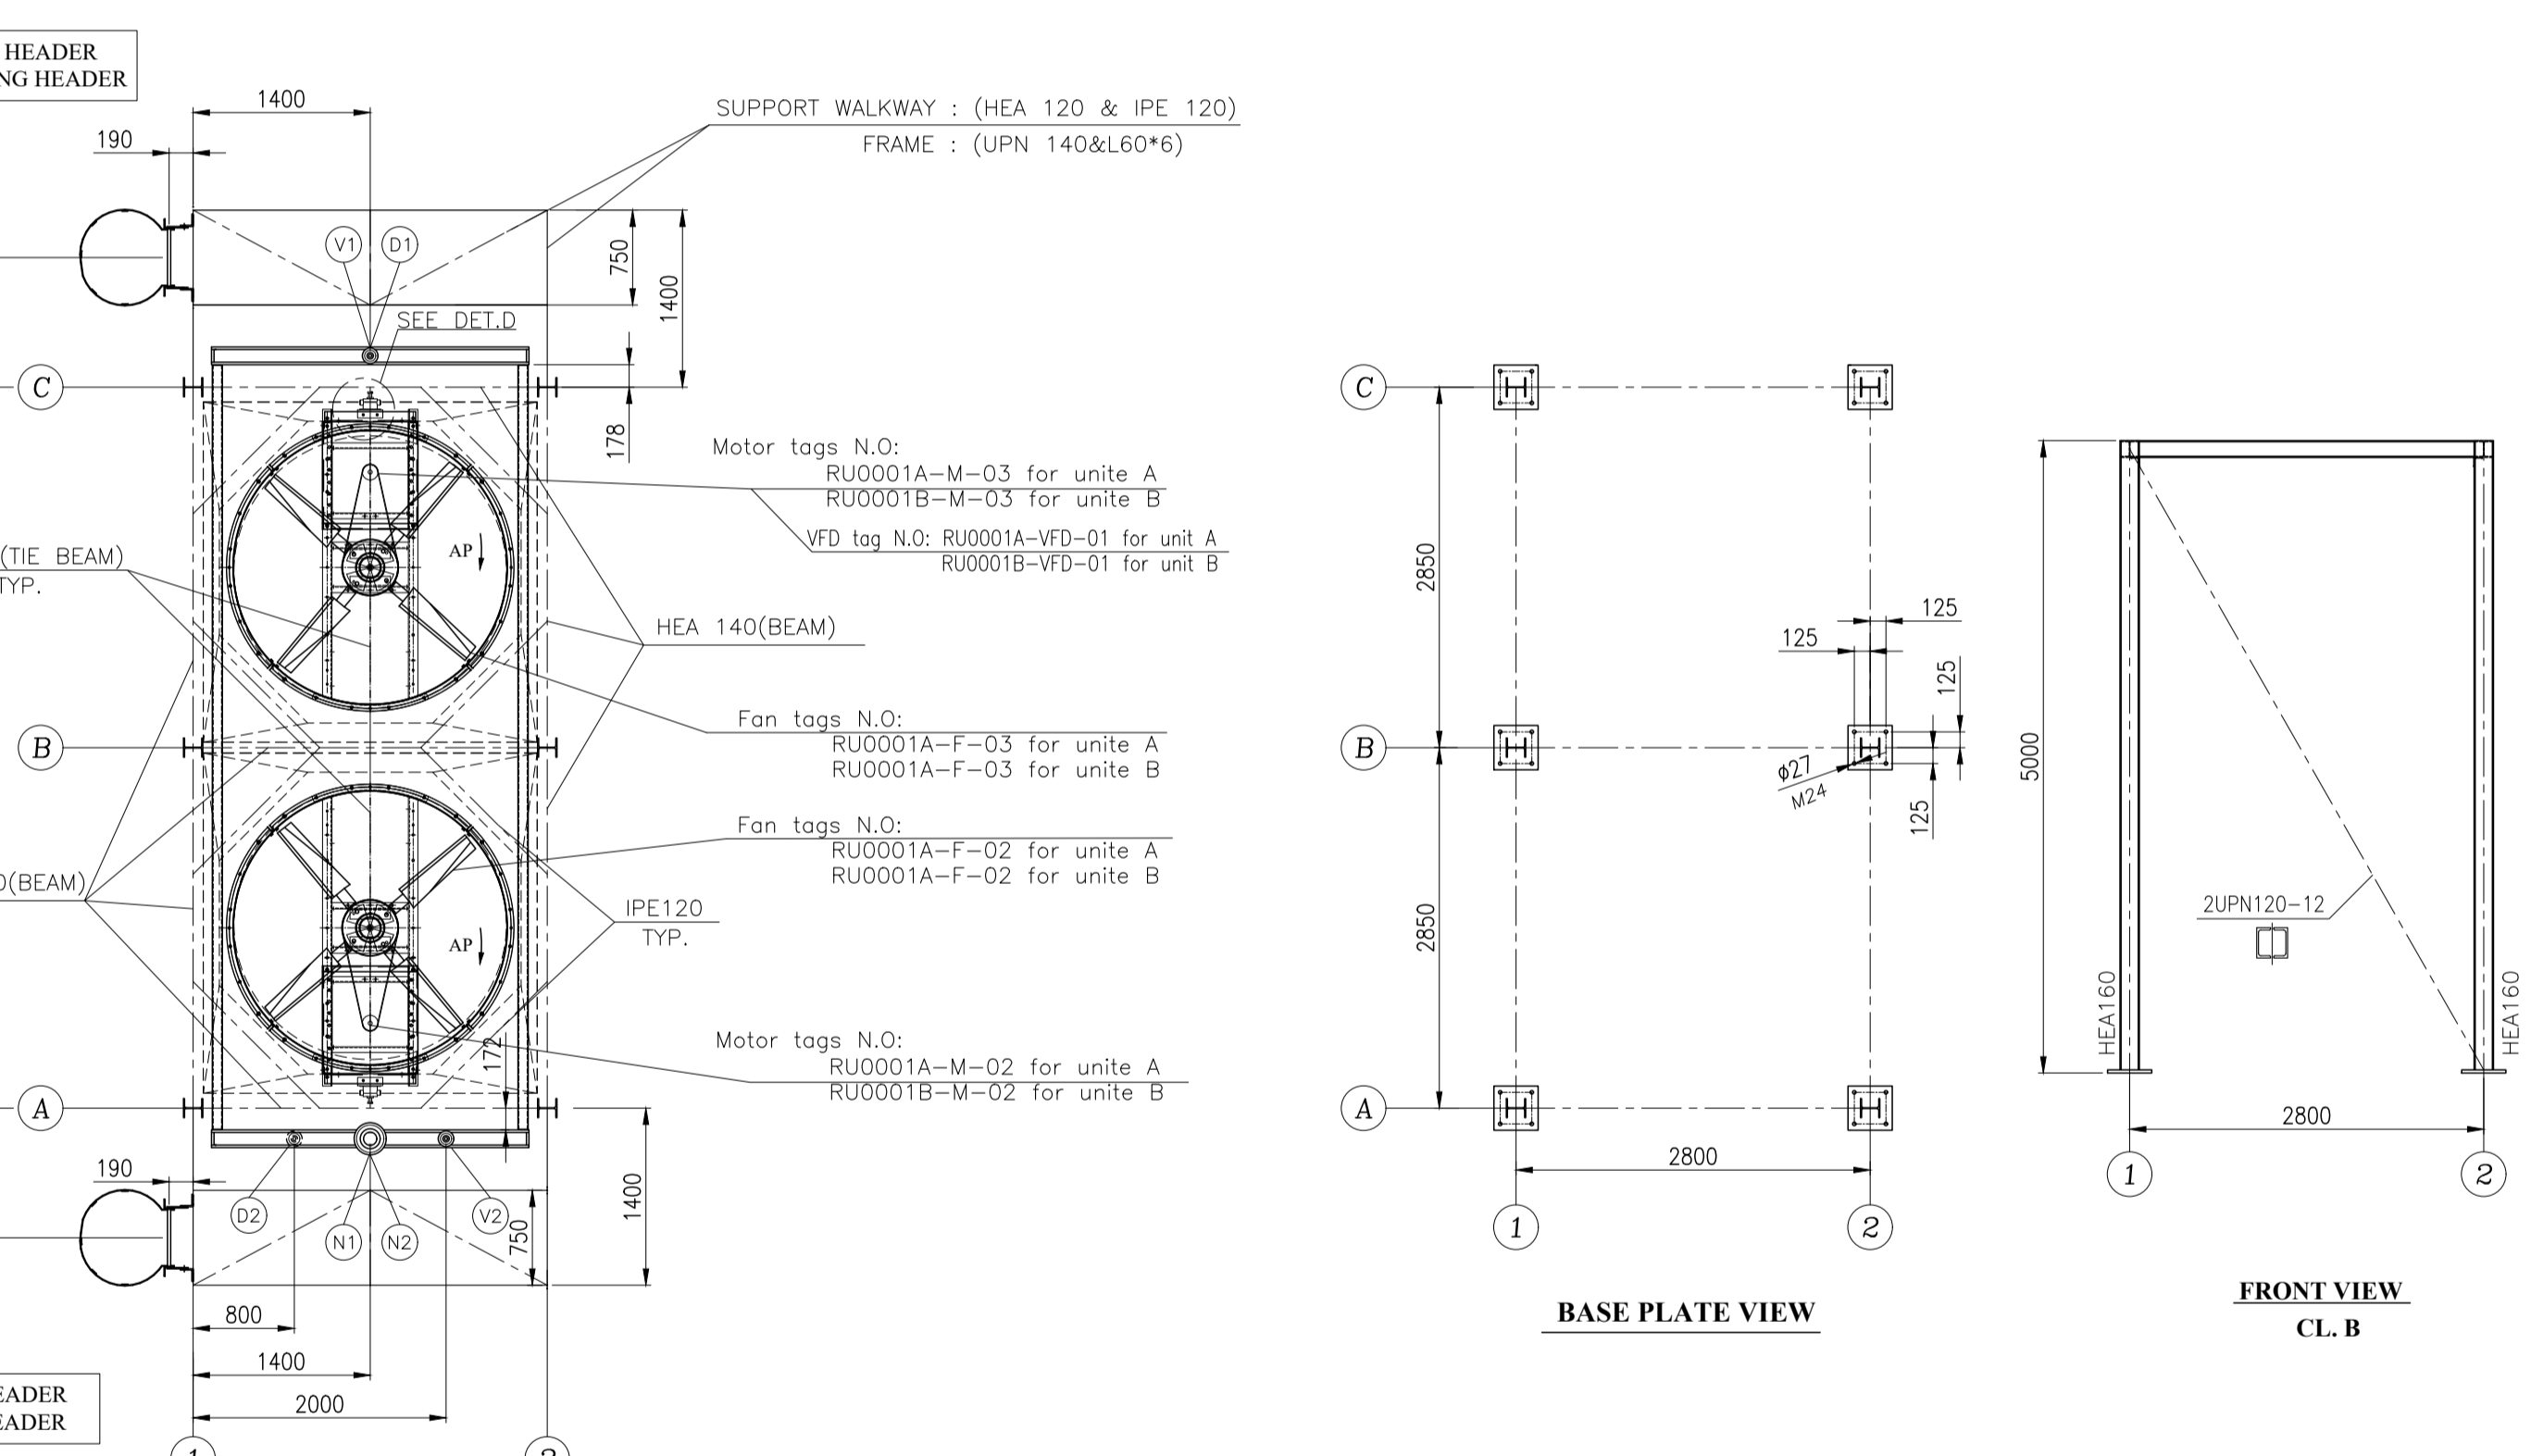 HEADER
NG HEADER
1400
190
SUPPORT WALKWAY : (HEA 120 & IPE 120)
FRAME : (UPN 140&L60*6)
V1
D1
750
1400
SEE DET.D
C
178
Motor tags N.O:
RU0001A-M-03 for unite A
RU0001B-M-03 for unite B
VFD tag N.O: RU0001A-VFD-01 for unit A
RU0001B-VFD-01 for unit B
AP
(TIE BEAM)
TYP.
HEA 140(BEAM)
Fan tags N.O:
RU0001A-F-03 for unite A
RU0001A-F-03 for unite B
B
Fan tags N.O:
RU0001A-F-02 for unite A
RU0001A-F-02 for unite B
0(BEAM)
IPE120
TYP.
AP
Motor tags N.O:
RU0001A-M-02 for unite A
RU0001B-M-02 for unite B
172
A
190
D2
N1
N2
V2
750
1400
800
1400
2000
EADER
EADER
1
2
C
2850
B
2850
A
125
125
125
125
φ27
M24
2800
1
2
BASE PLATE VIEW
5000
2UPN120-12
HEA160
HEA160
2800
1
2
FRONT VIEW
CL. B